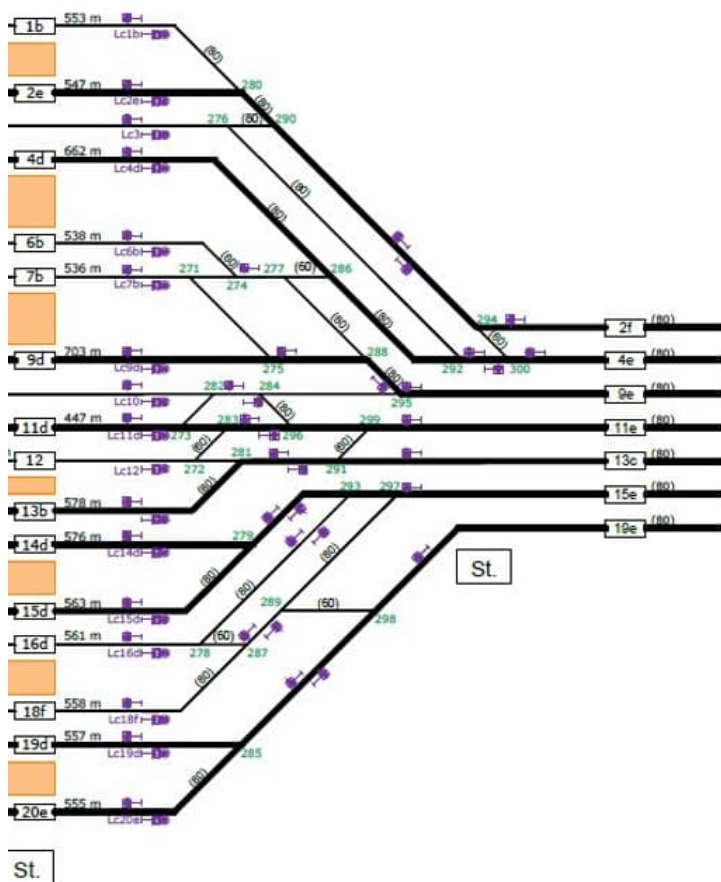 1b 553 m
Lc1b
(80)
2e 547 m 280
Lc2e (80)
276 (80) 290
Lc3
4d 662 m
Lc4d (80)
(80)
6b 538 m
Lc6b (60)
7b 536 m 271 277 (60) 286
Lc7b 274
(80)
(60)
294 2f (80)
(60)
9d 703 m 288 4e (80)
Lc9d 275 292 300
(80)
282 284 9e (80)
Lc10 295
(80)
11d 447 m 283 299 11e (80)
Lc11d 273 296
(60)
12 281 13c (80)
Lc12 272 291
293 297 15e (80)
(80)
13b 578 m
19e (80)
14d 576 m 279
Lc14d
(80) (80) (80)
St.
15d 563 m 289 (60)
Lc15d 298
16d 561 m (60)
Lc16d 278 287
(80)
18f 558 m
Lc18f
19d 557 m
Lc19d 285
(80)
20e 555 m
Lc20e
St.